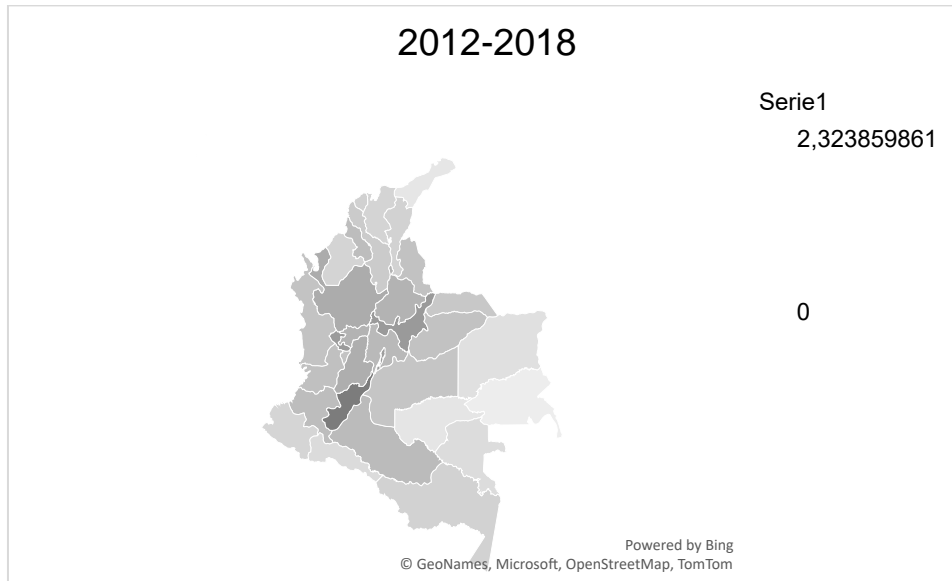 2012-2018
Serie1
2,323859861
0
Powered by Bing
© GeoNames, Microsoft, OpenStreetMap, TomTom